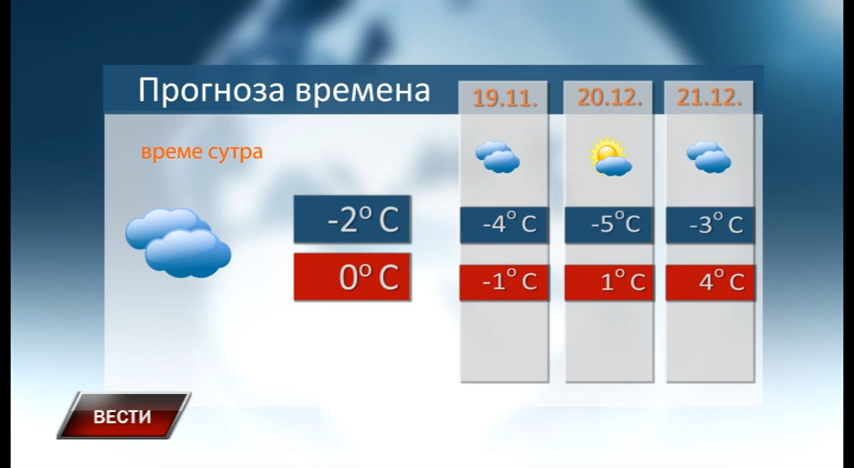 Прогноза времена
19.11. 20.12. 21.12.
време сутра
-2° C
0° C
-4° C -5°C -3° C
-1° C 1° C 4° C
ВЕСТИ